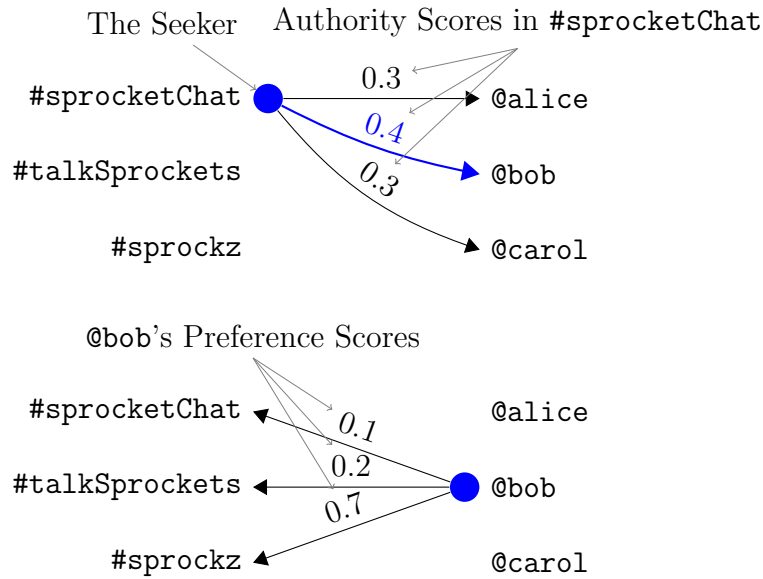 The Seeker
Authority Scores in #sprocketChat
#sprocketChat
0.3
@alice
0.4
#talkSprockets
@bob
0.3
#sprockz
@carol
@bob's Preference Scores
#sprocketChat
0.1
@alice
0.2
#talkSprockets
@bob
0.7
#sprockz
@carol